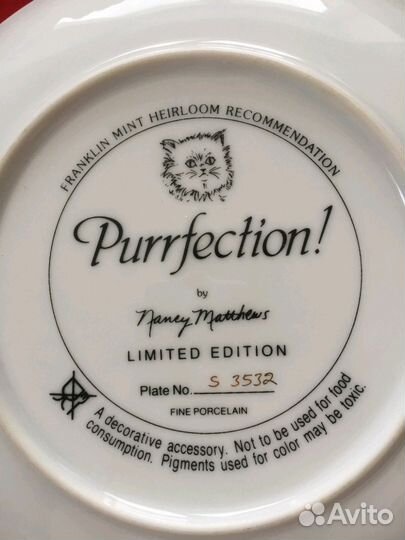 FRANKLIN MINT HEIRLOOM RECOMMENDATION
Purrfection!
by
Nancy Matthews
LIMITED EDITION
Plate No. S 3532
FINE PORCELAIN
A decorative accessory. Not to be used for food
consumption. Pigments used for color may be toxic.
Avito